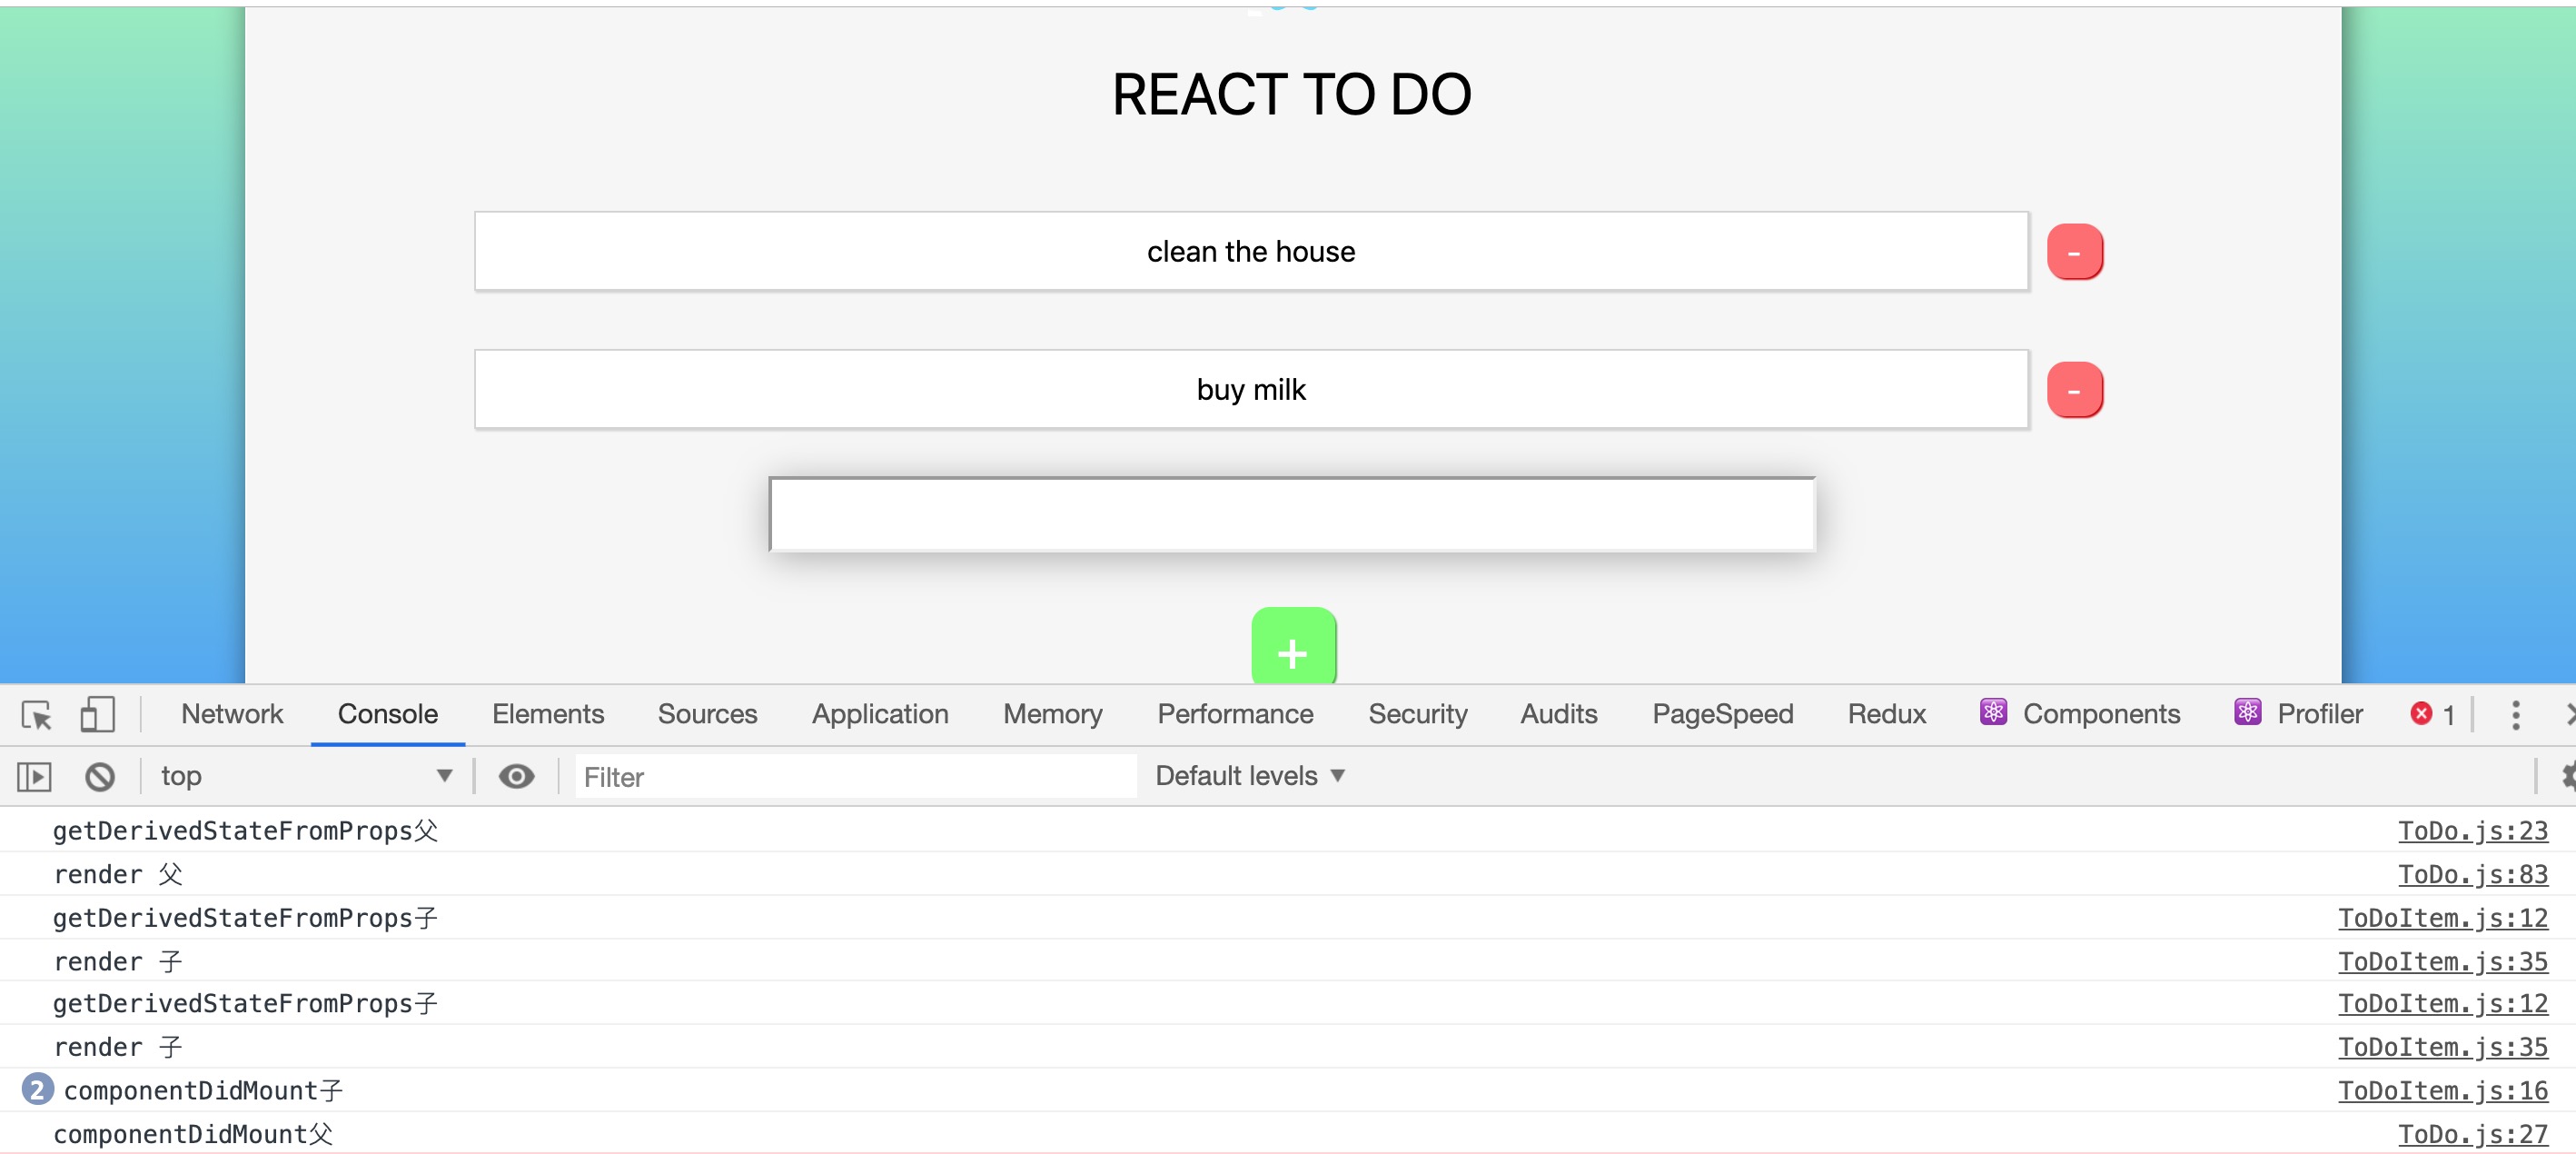 REACT TO DO
clean the house -
buy milk -
+
Network Console Elements Sources Application Memory Performance Security Audits PageSpeed Redux Components Profiler 1
top Filter Default levels
getDerivedStateFromProps父 ToDo.js:23
render 父 ToDo.js:83
getDerivedStateFromProps子 ToDoItem.js:12
render 子 ToDoItem.js:35
getDerivedStateFromProps子 ToDoItem.js:12
render 子 ToDoItem.js:35
2 componentDidMount子 ToDoItem.js:16
componentDidMount父 ToDo.js:27